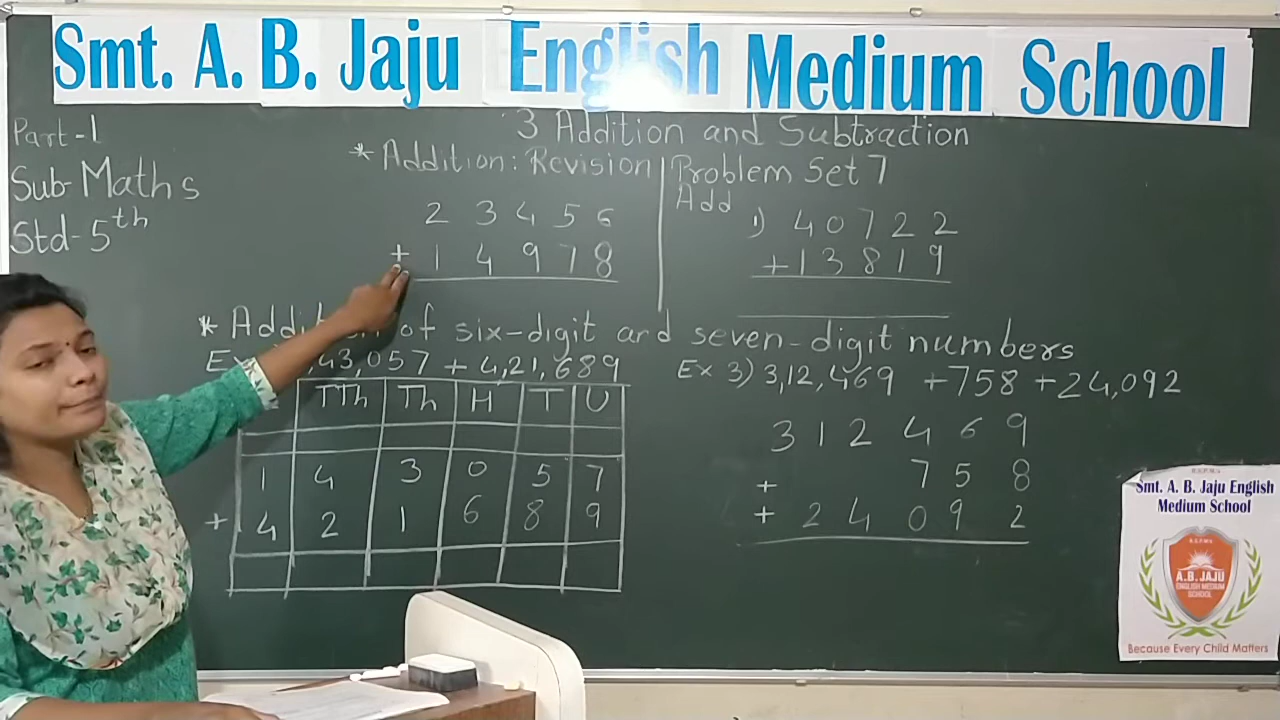 Smt. A. B. Jaju English Medium School
Part-1
Sub-Maths
Std-5th
3 Addition and Subtraction
* Addition: Revision
2 3 4 5 6
+ 1 4 9 7 8
Problem Set 7
Add
1) 4 0 7 2 2
+ 1 3 8 1 9
* Addition of six-digit and seven-digit numbers
Ex ,43,057 + 4,21,689
TTh Th H T U
1 4 3 0 5 7
+ 4 2 1 6 8 9
Ex 3) 3,12,469 + 758 + 24,092
3 1 2 4 6 9
+ 7 5 8
+ 2 4 0 9 2
Smt. A. B. Jaju English
Medium School
A.B. JAJU
ENGLISH MEDIUM
SCHOOL
Because Every Child Matters